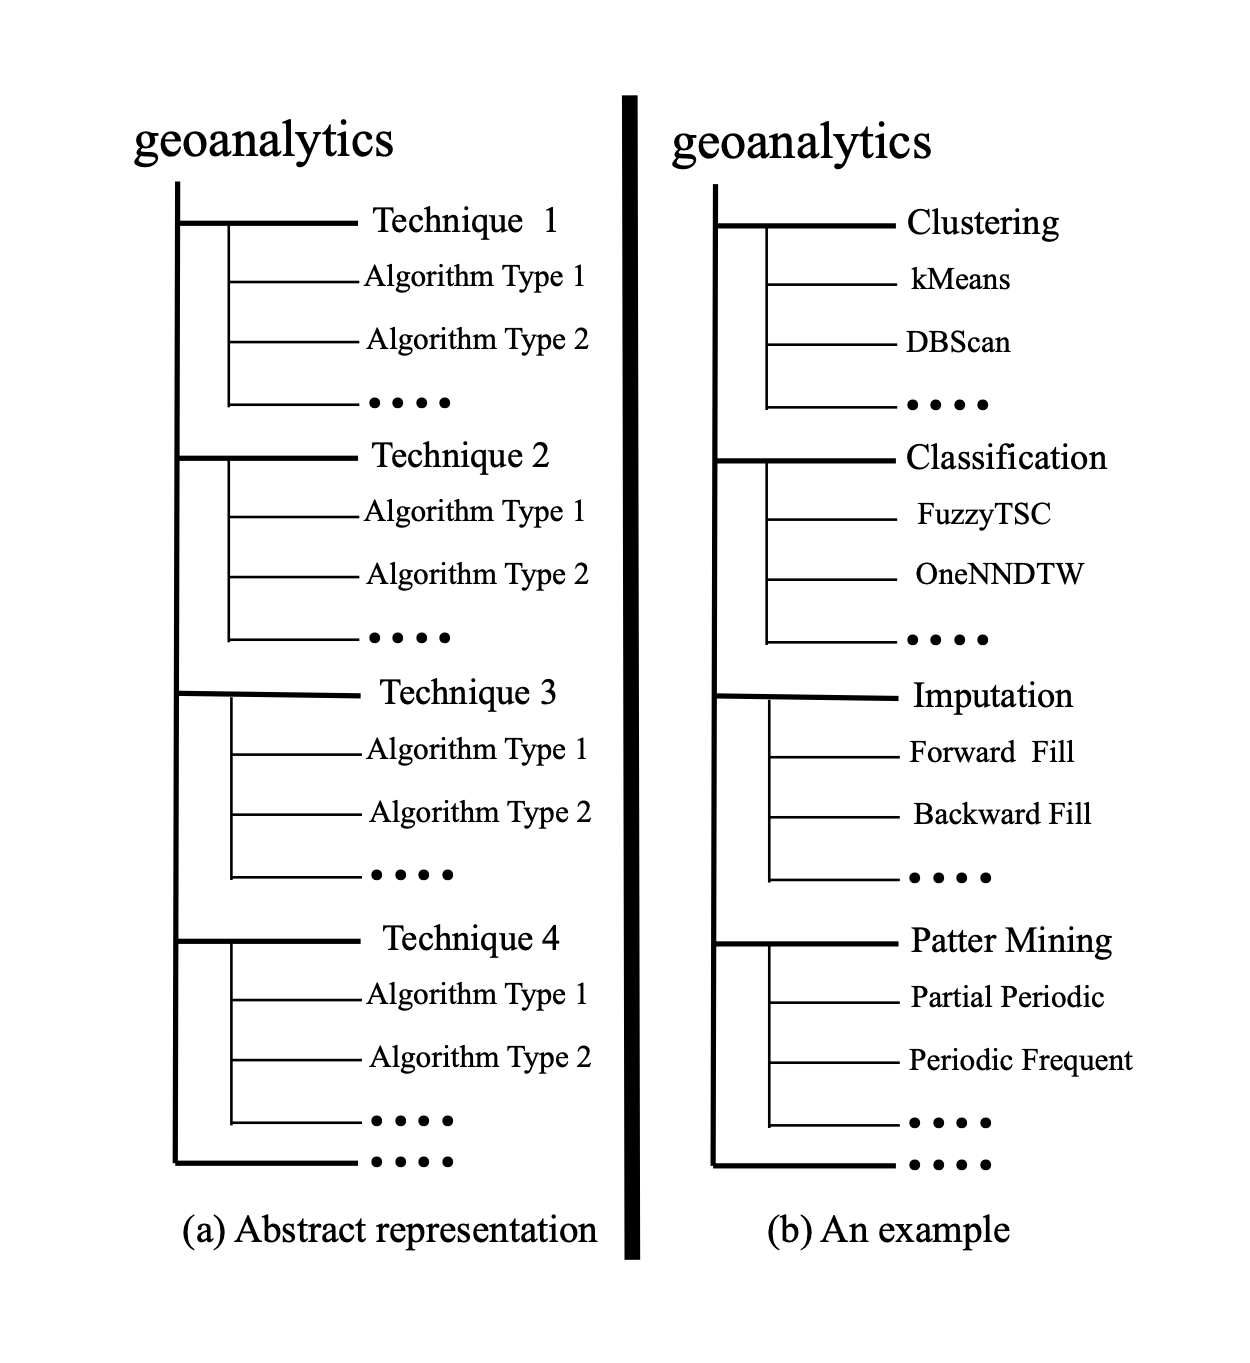 geoanalytics
Technique 1
Algorithm Type 1
Algorithm Type 2
••••
Technique 2
Algorithm Type 1
Algorithm Type 2
••••
Technique 3
Algorithm Type 1
Algorithm Type 2
••••
Technique 4
Algorithm Type 1
Algorithm Type 2
••••
••••
(a) Abstract representation
geoanalytics
Clustering
kMeans
DBScan
••••
Classification
FuzzyTSC
OneNNDTW
••••
Imputation
Forward Fill
Backward Fill
••••
Patter Mining
Partial Periodic
Periodic Frequent
••••
••••
(b) An example